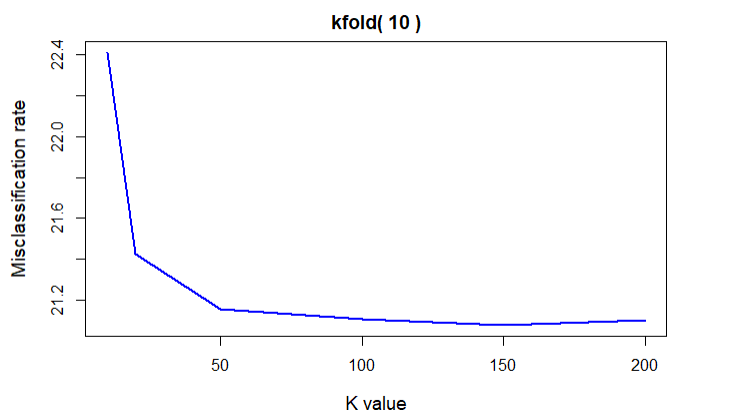 kfold( 10 )
Misclassification rate
22.4
22.0
21.6
21.2
50 100 150 200
K value